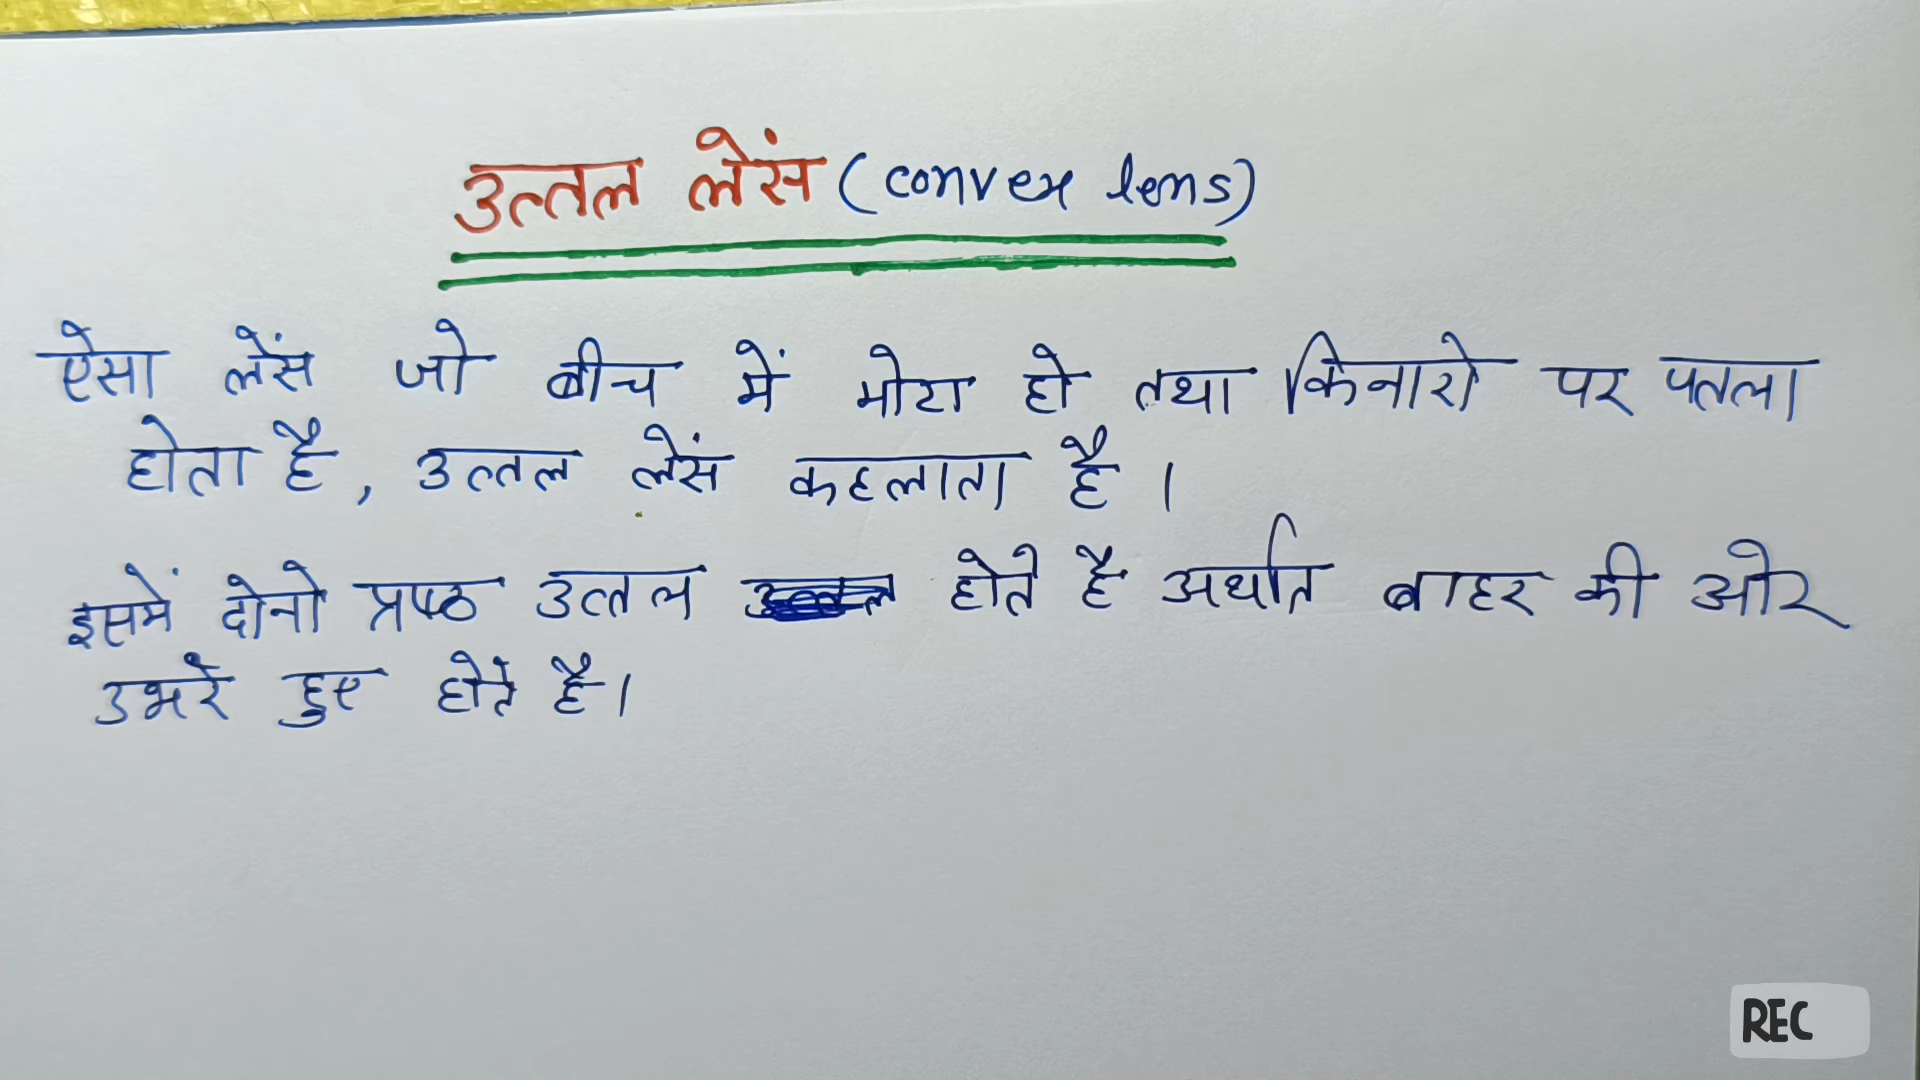 उत्तल लेंस (convex lens)
ऐसा लेंस जो बीच में मोटा हो तथा किनारो पर पतला
होता है, उत्तल लेंस कहलाता है।
इसमें दोनो प्रष्ठ उत्तल होते है अर्थात बाहर की ओर
उभरे हुए होते है।
REC